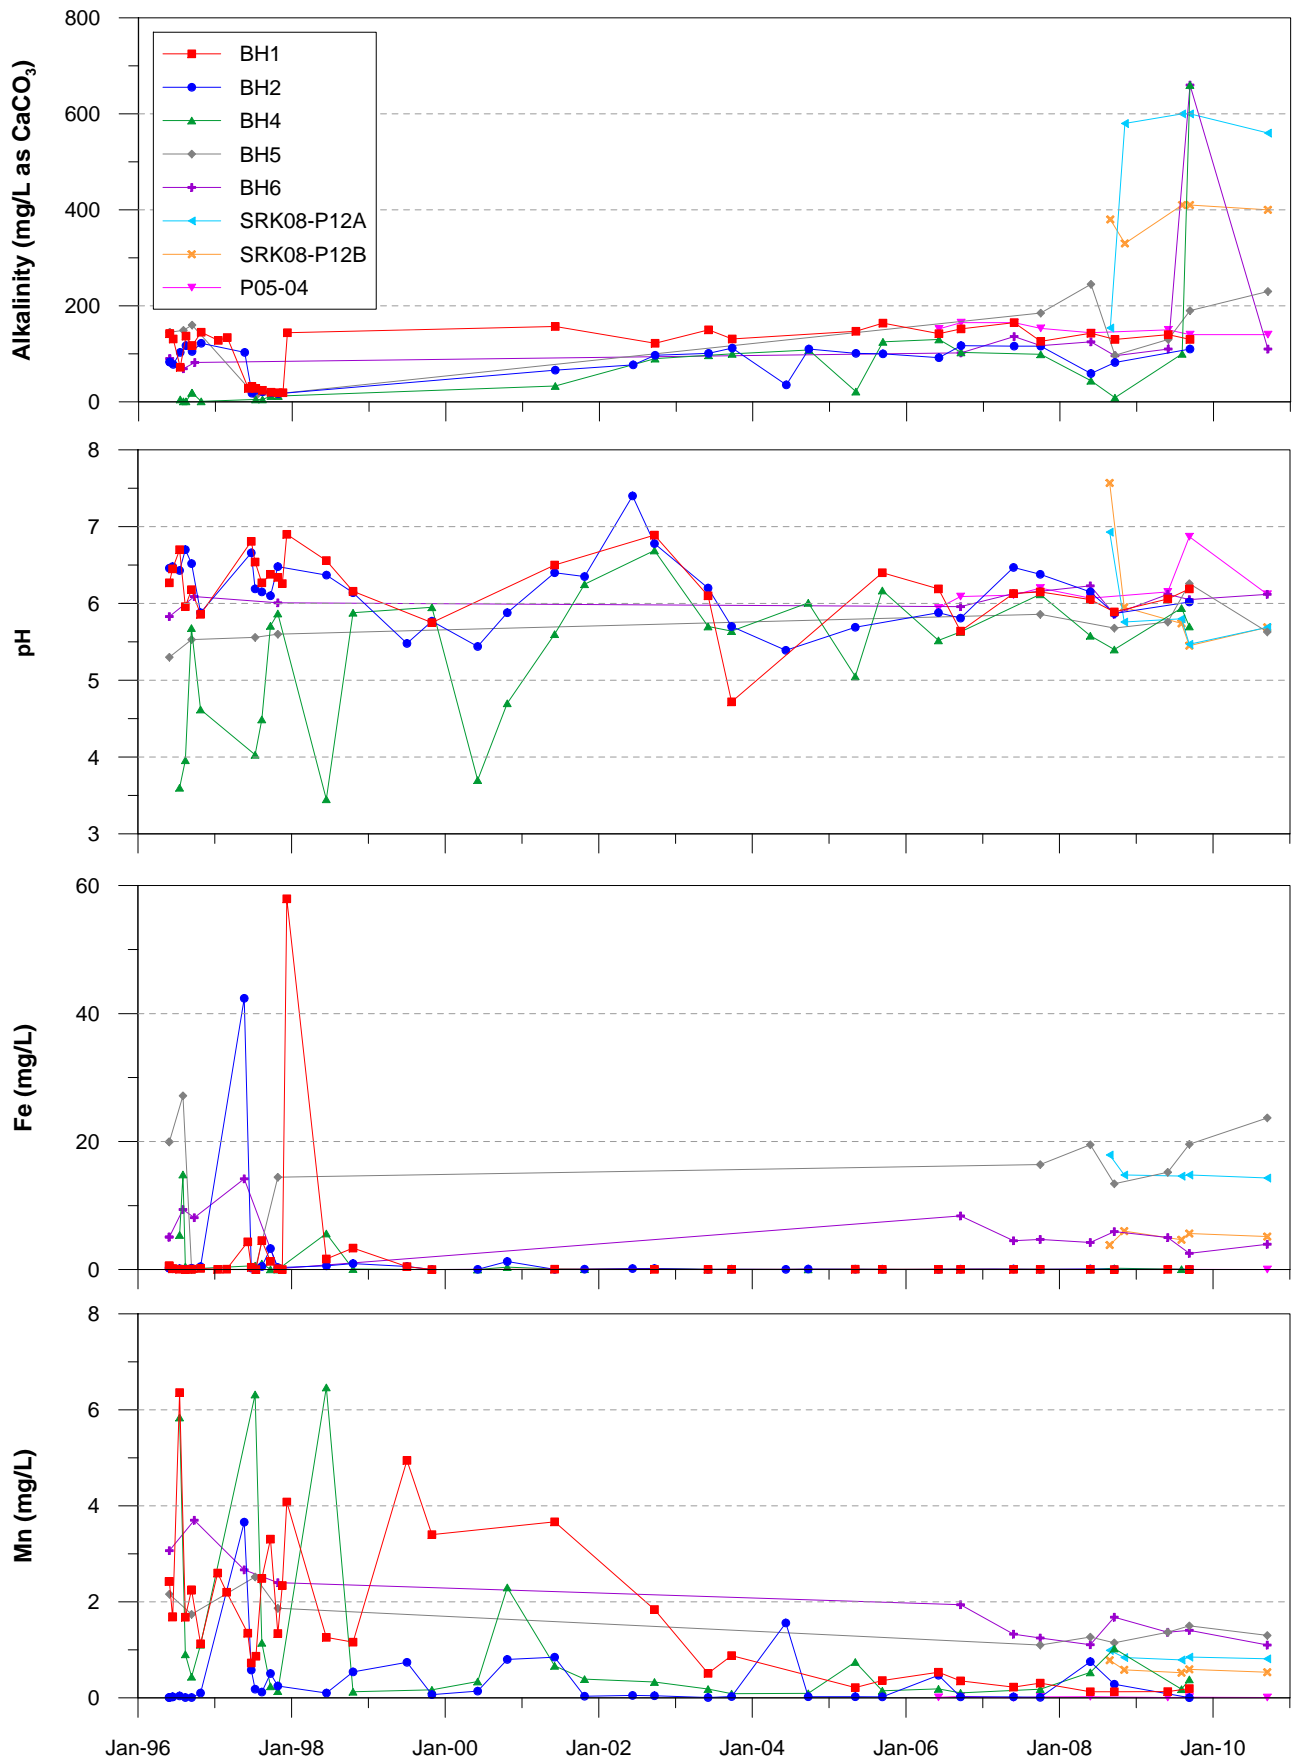 Alkalinity (mg/L as CaCO₃)
800
600
400
200
0
BH1
BH2
BH4
BH5
BH6
SRK08-P12A
SRK08-P12B
P05-04
pH
8
7
6
5
4
3
Fe (mg/L)
60
40
20
0
Mn (mg/L)
8
6
4
2
0
Jan-96 Jan-98 Jan-00 Jan-02 Jan-04 Jan-06 Jan-08 Jan-10